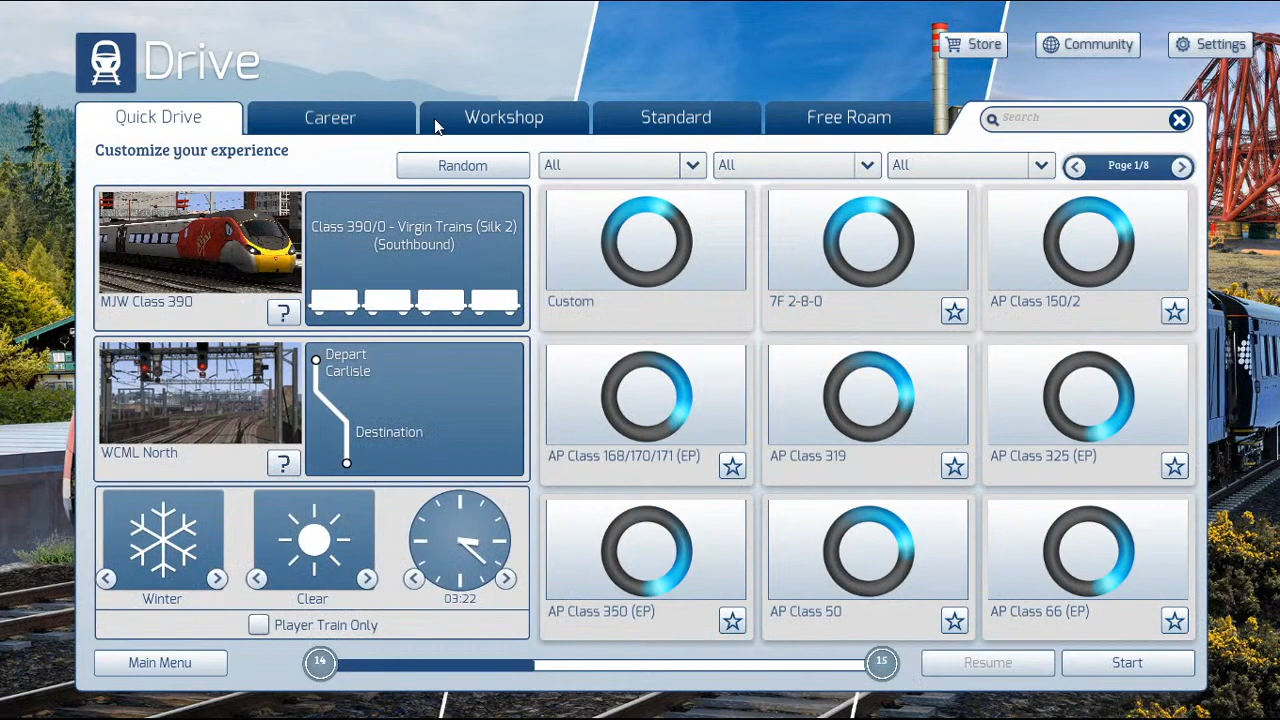 Drive
Store
Community
Settings
Quick Drive
Career
Workshop
Standard
Free Roam
Search
Customize your experience
Random
All
All
All
Page 1/8
MJW Class 390
?
Class 390/0 - Virgin Trains (Silk 2)
(Southbound)
Custom
7F 2-8-0
AP Class 150/2
WCML North
?
Depart
Carlisle
Destination
AP Class 168/170/171 (EP)
AP Class 319
AP Class 325 (EP)
Winter
Clear
03:22
Player Train Only
AP Class 350 (EP)
AP Class 50
AP Class 66 (EP)
Main Menu
14
15
Resume
Start